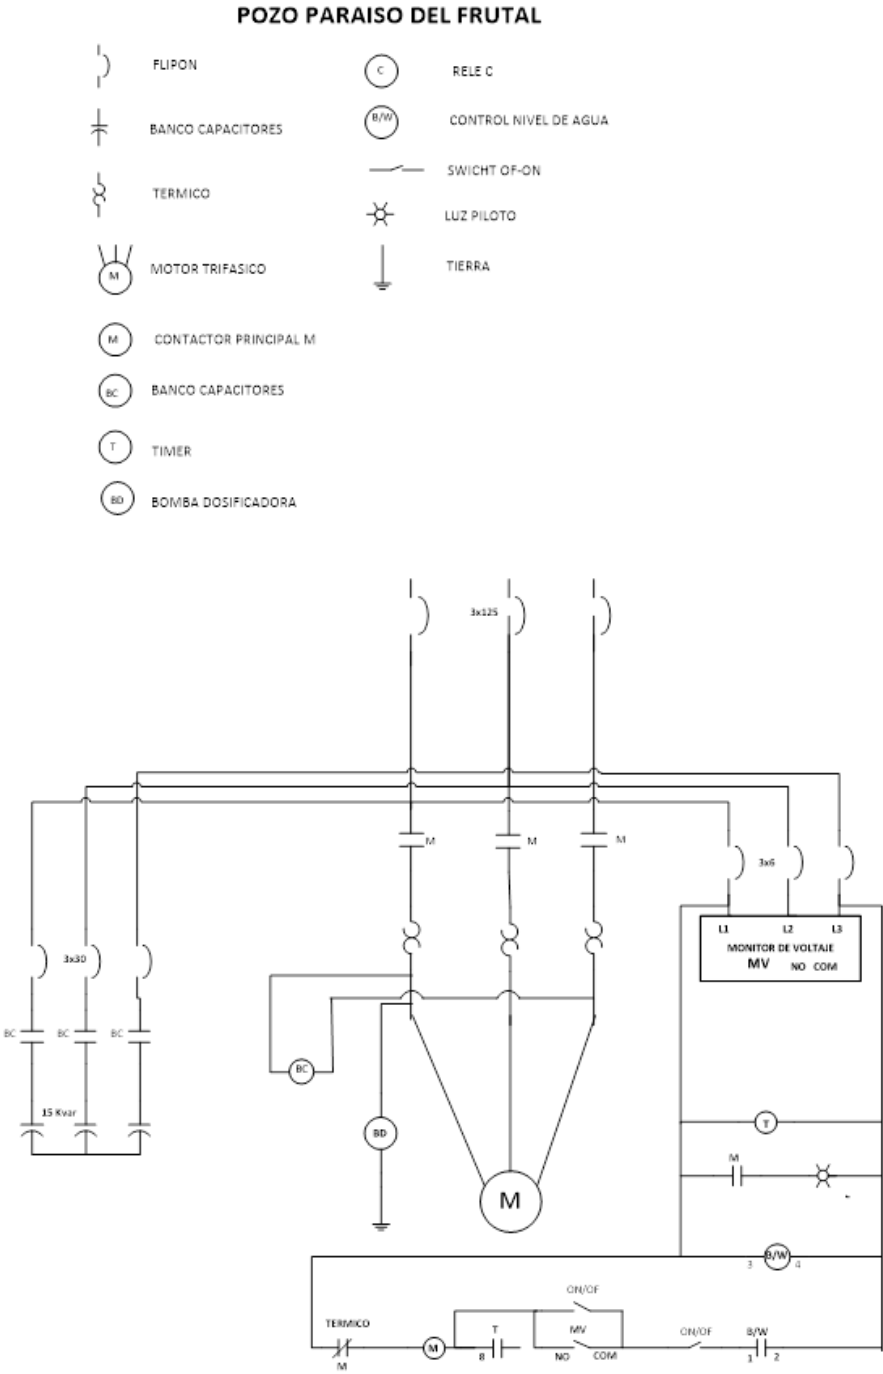 POZO PARAISO DEL FRUTAL
FLIPON
C
RELE C
BANCO CAPACITORES
B/W
CONTROL NIVEL DE AGUA
TERMICO
SWICHT OF-ON
LUZ PILOTO
M
MOTOR TRIFASICO
TIERRA
M
CONTACTOR PRINCIPAL M
BC
BANCO CAPACITORES
T
TIMER
BD
BOMBA DOSIFICADORA
3x125
M
M
M
3x6
L1 L2 L3
MONITOR DE VOLTAJE
MV NO COM
3x30
BC
BC
BC
BC
15 Kvar
BD
T
M
M
B/W
3
4
ON/OF
TERMICO
M
M
T
8
MV
NO COM
ON/OF
B/W
1
2